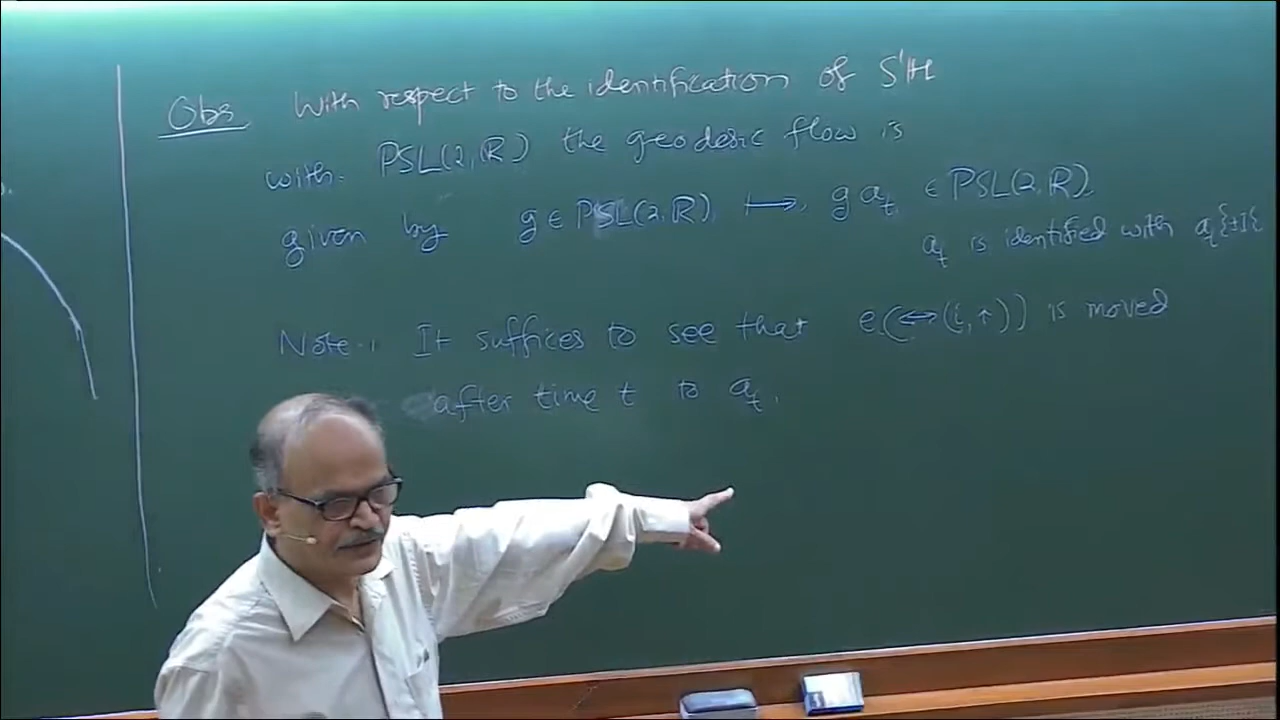 Obs With respect to the identification of S'H
with PSL(2,ℝ) the geodesic flow is
given by g ∈ PSL(2,ℝ) ⟼ g a_t ∈ PSL(2,ℝ)
a_t is identified with a_t{±I}
Note: It suffices to see that e(↔(i,↑)) is moved
after time t to a_t.